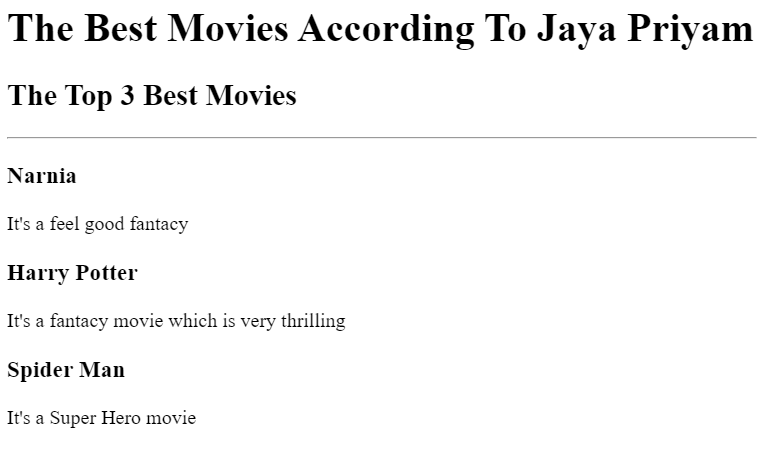 The Best Movies According To Jaya Priyam
The Top 3 Best Movies
Narnia
It's a feel good fantacy
Harry Potter
It's a fantacy movie which is very thrilling
Spider Man
It's a Super Hero movie